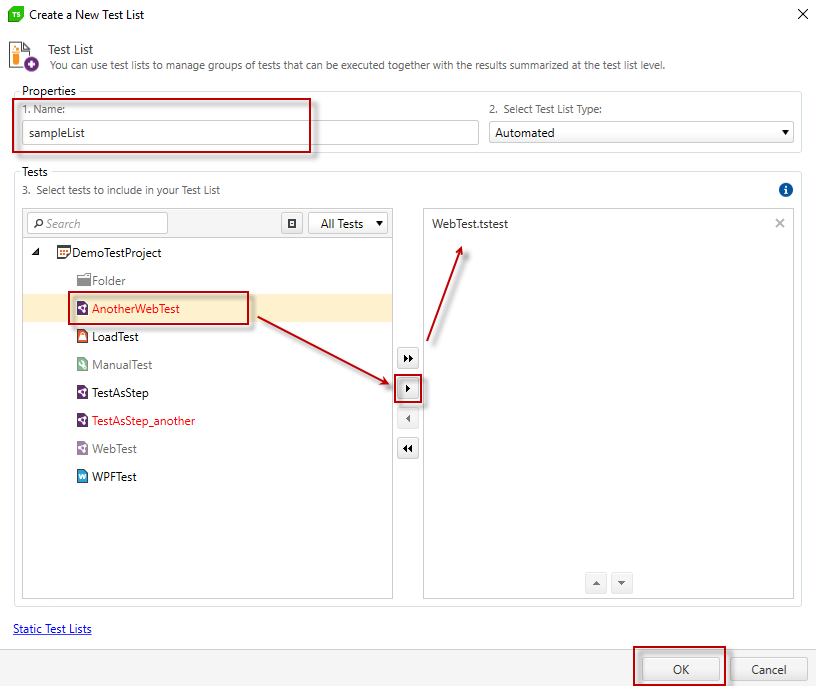 TS Create a New Test List
Test List
You can use test lists to manage groups of tests that can be executed together with the results summarized at the test list level.
Properties
1. Name:
2. Select Test List Type:
sampleList
Automated
Tests
3. Select tests to include in your Test List
Search
All Tests
WebTest.tstest
DemoTestProject
Folder
AnotherWebTest
LoadTest
ManualTest
TestAsStep
TestAsStep_another
WebTest
WPFTest
Static Test Lists
OK
Cancel